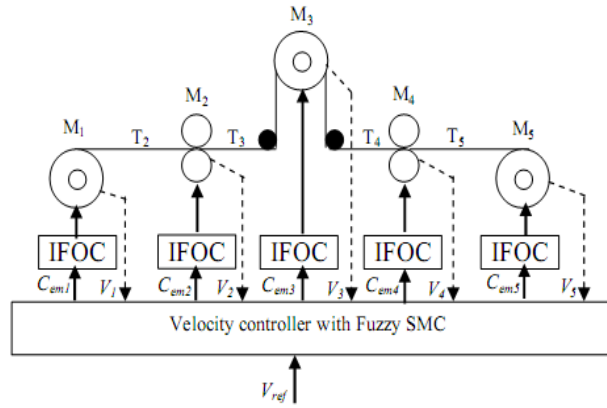 M3
M2
M4
M1
T2
T3
T4
T5
M5
IFOC
IFOC
IFOC
IFOC
IFOC
Cem1
V1
Cem2
V2
Cem3
V3
Cem4
V4
Cem5
V5
Velocity controller with Fuzzy SMC
Vref